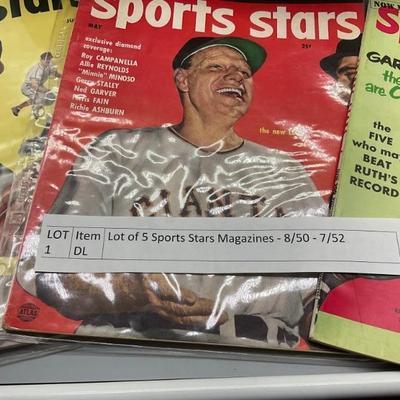 sports stars
MAY
25¢
exclusive diamond
coverage:
Roy CAMPANELLA
Allie REYNOLDS
"Minnie" MINOSO
Gerry STALEY
Ned GARVER
FAIN
Richie ASHBURN
the new
LOT 1
Item DL
Lot of 5 Sports Stars Magazines - 8/50 - 7/52
ATLAS
GAR
the
are C
the
FIVE
who ma
BEAT
RUTH'S
RECORD